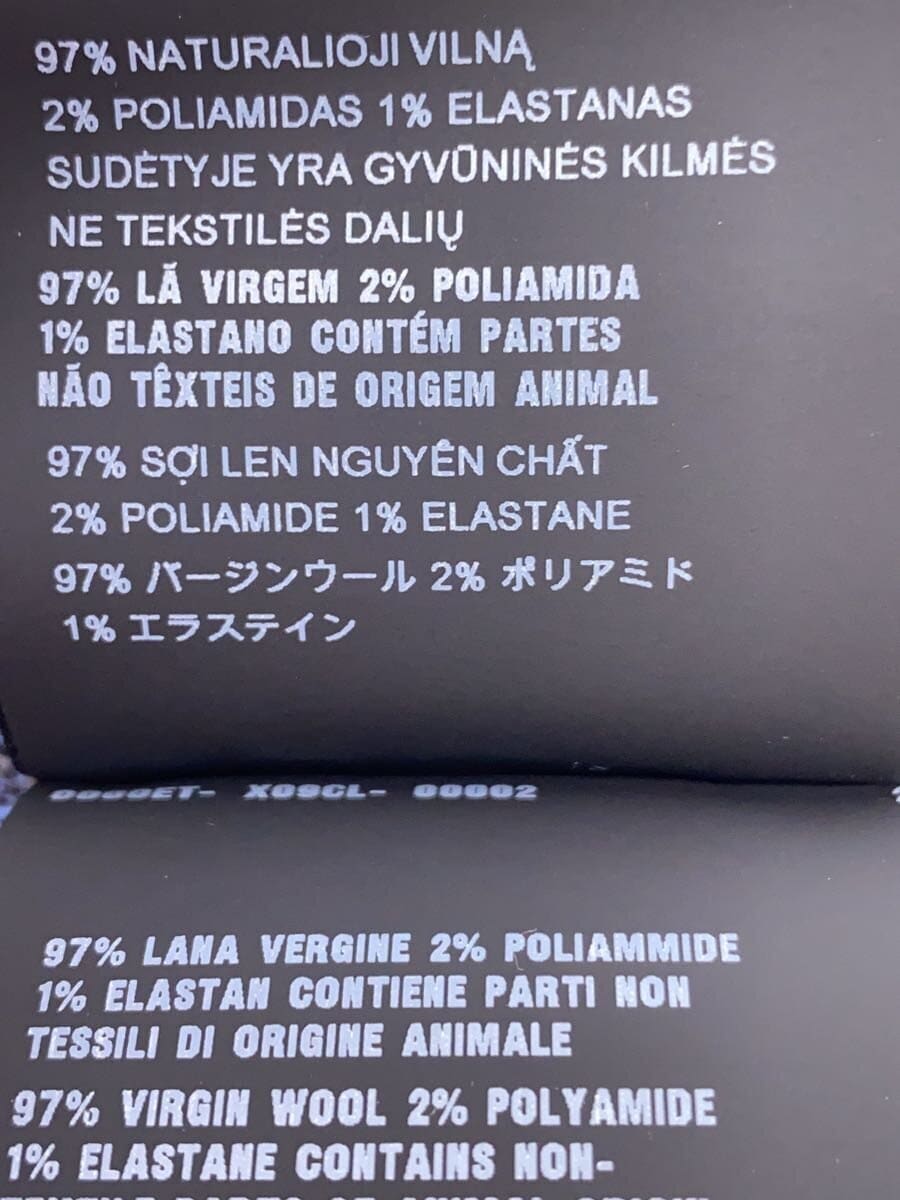 97% NATURALIOJI VILNĄ
2% POLIAMIDAS 1% ELASTANAS
SUDĖTYJE YRA GYVŪNINĖS KILMĖS
NE TEKSTILĖS DALIŲ
97% LÃ VIRGEM 2% POLIAMIDA
1% ELASTANO CONTÉM PARTES
NÃO TÊXTEIS DE ORIGEM ANIMAL
97% SỢI LEN NGUYÊN CHẤT
2% POLIAMIDE 1% ELASTANE
97% バージンウール 2% ポリアミド
1% エラステイン
X09CL- 00002
97% LANA VERGINE 2% POLIAMMIDE
1% ELASTAN CONTIENE PARTI NON
TESSILI DI ORIGINE ANIMALE
97% VIRGIN WOOL 2% POLYAMIDE
1% ELASTANE CONTAINS NON-